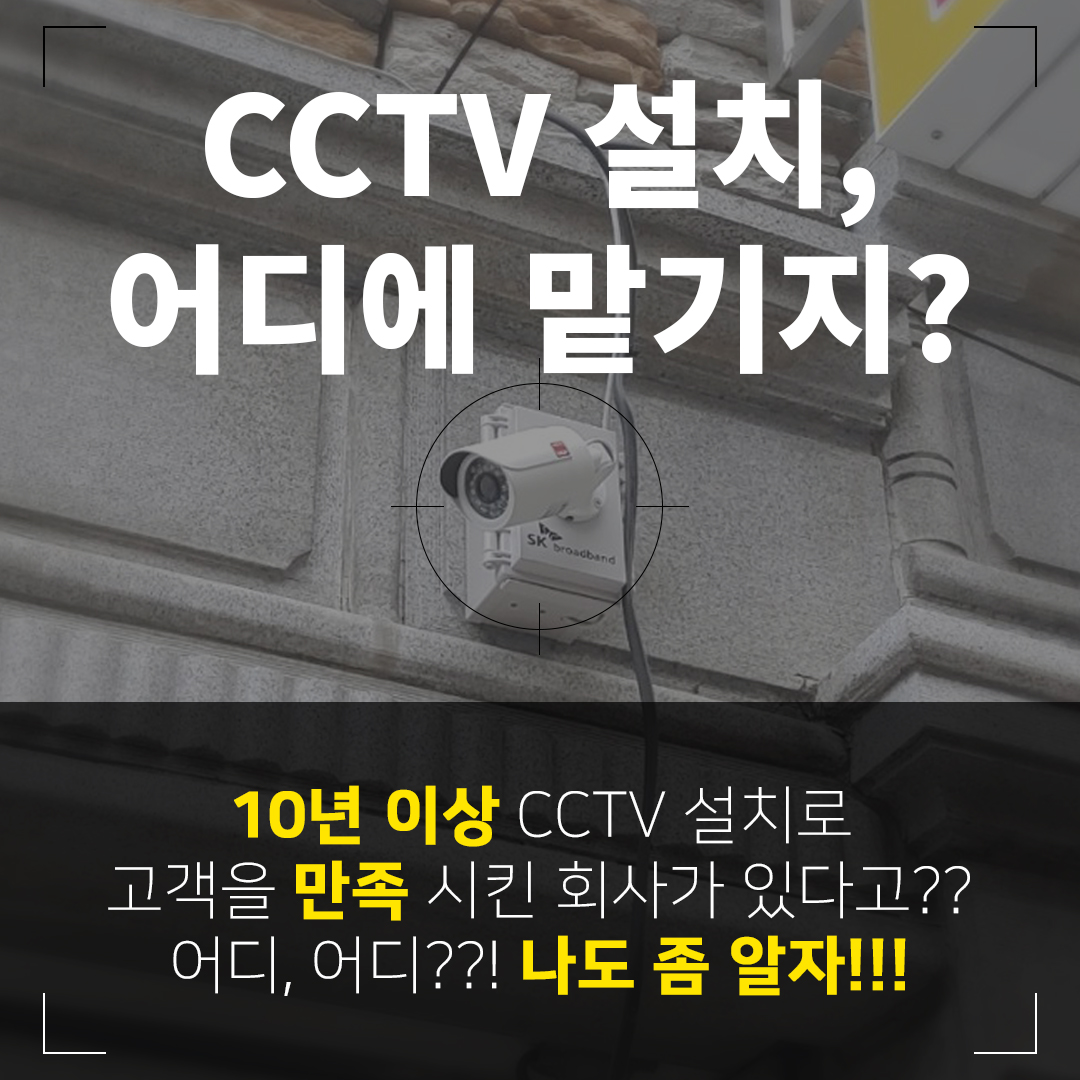 CCTV 설치,
어디에 맡기지?
SK broadband
10년 이상 CCTV 설치로
고객을 만족 시킨 회사가 있다고??
어디, 어디??! 나도 좀 알자!!!